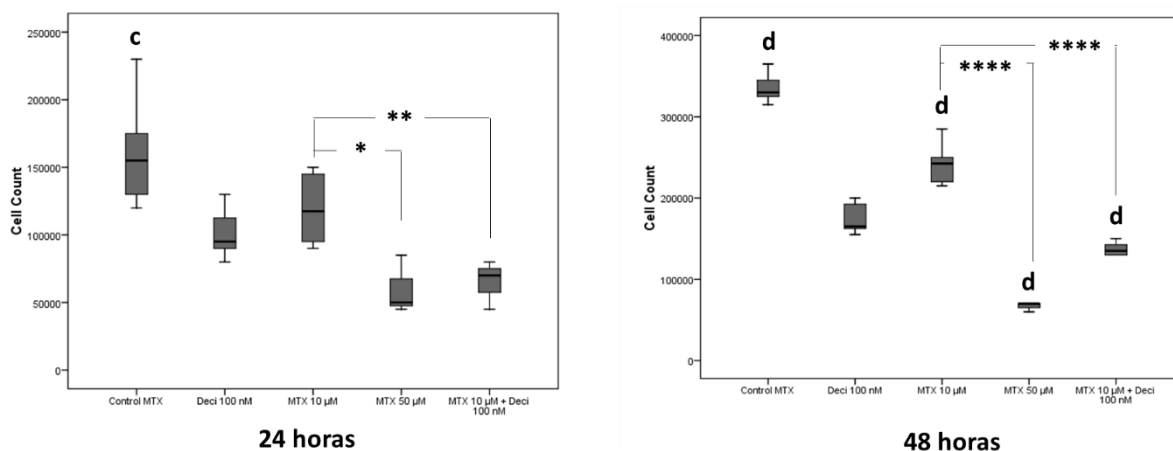 250000
200000
150000
100000
50000
0
Cell Count
c
**
*
Control MTX
Deci 100 nM
MTX 10 µM
MTX 50 µM
MTX 10 µM + Deci
100 nM
24 horas
400000
300000
200000
100000
0
Cell Count
d
****
****
d
d
d
Control MTX
Deci 100 nM
MTX 10 µM
MTX 50 µM
MTX 10 µM + Deci
100 nM
48 horas